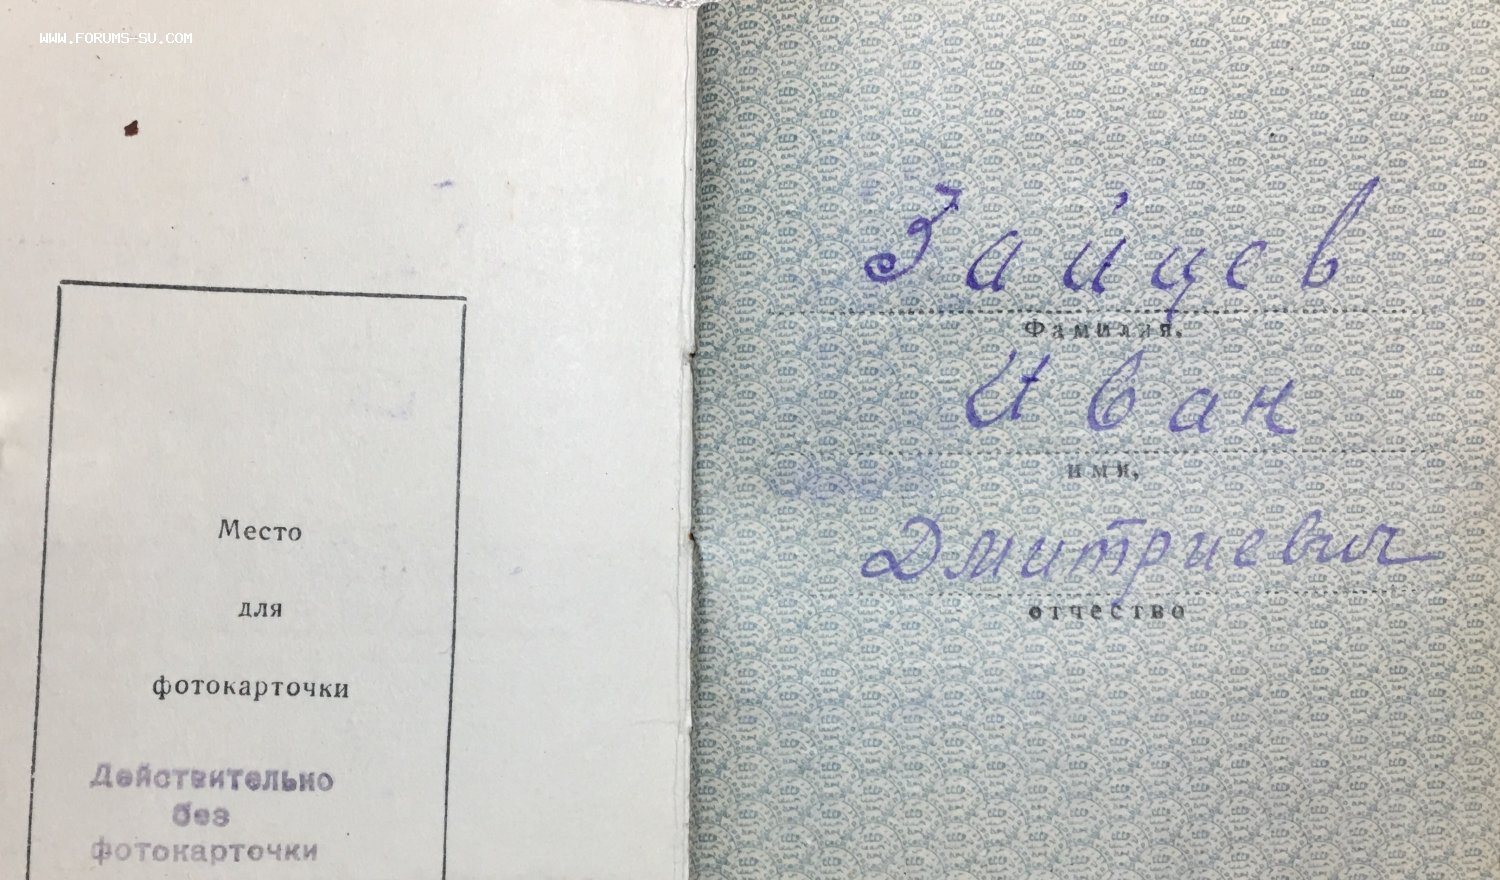 WWW.FORUMS-SU.COM
Место
для
фотокарточки
Действительно
без
фотокарточки
Зайцев
Фамилия,
Иван
имя,
Дмитриевич
отчество